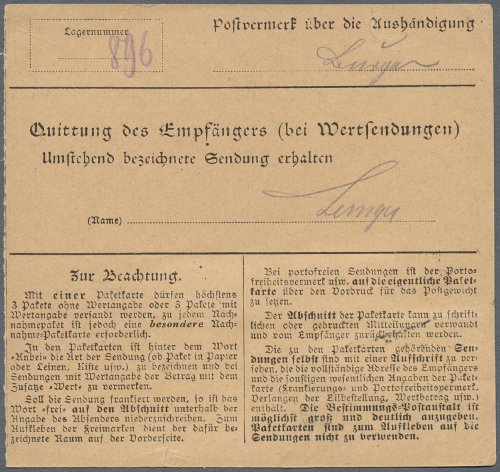 Lagernummer
896
Postvermerk über die Aushändigung
Quittung des Empfängers (bei Wertsendungen)
Umstehend bezeichnete Sendung erhalten
(Name)
Zur Beachtung.
Mit einer Paketkarte dürfen höchstens
3 Pakete ohne Wertangabe oder 3 Pakete mit
Wertangabe versandt werden, zu jedem Nach-
nahmepaket ist jedoch eine besondere Nach-
nahme-Paketkarte erforderlich.
In den Paketkarten ist hinter dem Wort
»Anbei« die Art der Sendung (ob Paket in Papier
oder Leinen, Kiste usw.) zu bezeichnen und bei
Sendungen mit Wertangabe der Betrag mit dem
Zusatz »Wert« zu vermerken.
Soll die Sendung frankiert werden, so ist das
Wort »frei« auf den Abschnitt unterhalb der
Angabe des Absenders niederzuschreiben. Zum
Aufkleben der Freimarken dient der dafür be-
zeichnete Raum auf der Vorderseite.
Bei portofreien Sendungen ist der Porto-
freiheitsvermerk usw. auf die eigentliche Paket-
karte über den Vordruck für das Postgewicht
zu setzen.
Der Abschnitt der Paketkarte kann zu schrift-
lichen oder gedruckten Mitteilungen verwandt und
vom Empfänger zurückbehalten werden.
Die zu den Paketkarten gehörenden Sen-
dungen selbst sind mit einer Aufschrift zu ver-
sehen, die die vollständige Adresse des Empfängers
und die sonstigen wesentlichen Angaben der Paket-
karte (Frankierungs- und Portofreiheitsvermerk,
Verlangen der Eilbestellung, Wertbetrag usw.)
enthält. Die Bestimmungs-Postanstalt ist
möglichst groß und deutlich anzugeben.
Paketkarten sind zum Aufkleben auf die
Sendungen nicht zu verwenden.